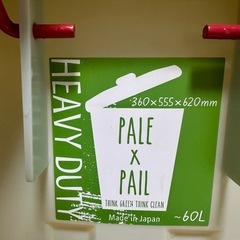 HEAVY DUTY
360×555×620mm
PALE
x
PAIL
THINK GREEN THINK CLEAN
Made in Japan
~60L